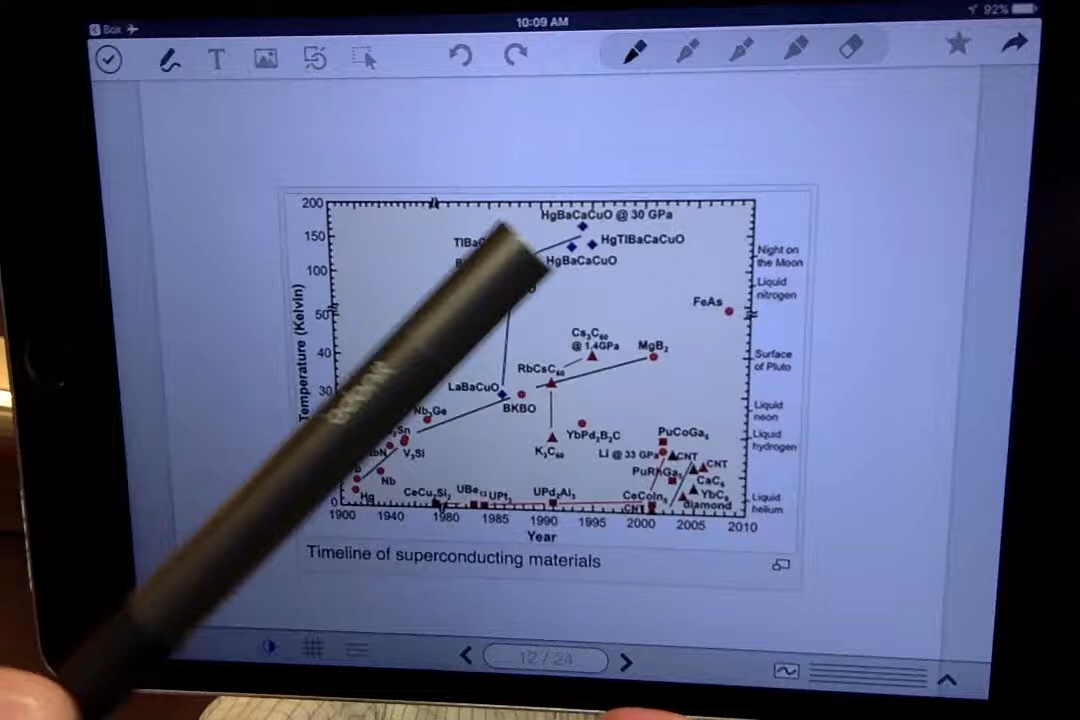 Box
10:09 AM
92%
T
200
150
100
50
40
30
0
Temperature (Kelvin)
HgBaCaCuO @ 30 GPa
HgTlBaCaCuO
HgBaCaCuO
Night on
the Moon
Liquid
nitrogen
FeAs
Cs3C60
@ 1.4GPa
MgB2
Surface
of Pluto
RbCsC60
LaBaCuO
BKBO
Liquid
neon
Nb3Ge
YbPd2B2C
PuCoGa5
Liquid
hydrogen
V3Si
K3C60
Li @ 33 GPa
CNT
CNT
PuRhGa5
CaC6
Nb
Hg
CeCu2Si2
UBe13
UPt3
UPd2Al3
CeCoIn5
YbC6
CNT
diamond
Liquid
helium
1900
1940
1980
1985
1990
1995
2000
2005
2010
Year
Timeline of superconducting materials
12 / 24